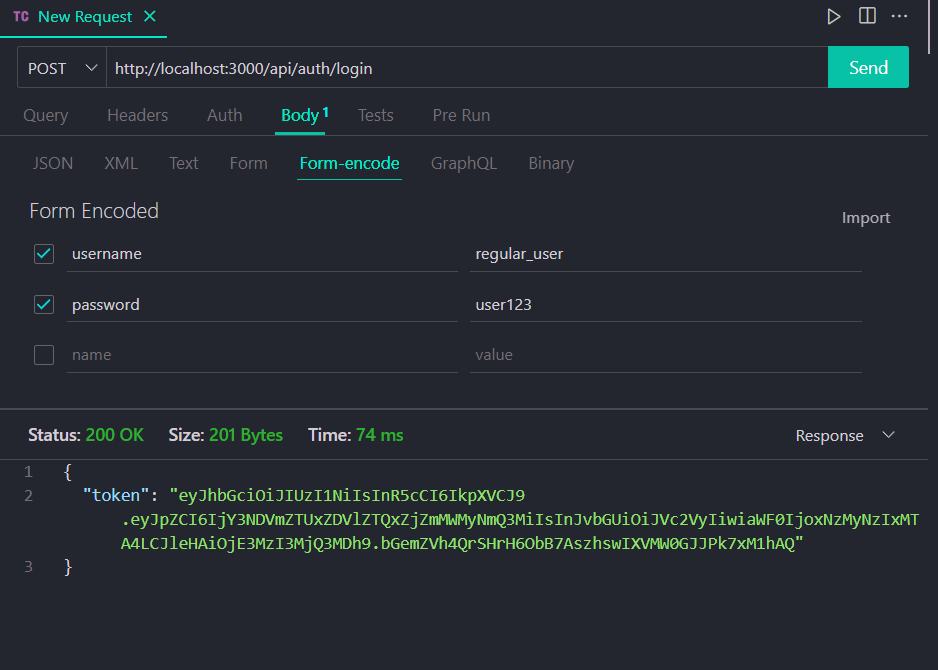 TC New Request
POST http://localhost:3000/api/auth/login Send
Query Headers Auth Body 1 Tests Pre Run
JSON XML Text Form Form-encode GraphQL Binary
Form Encoded
Import
username regular_user
password user123
name value
Status: 200 OK Size: 201 Bytes Time: 74 ms Response
1 {
2 "token": "eyJhbGciOiJIUzI1NiIsInR5cCI6IkpXVCJ9
.eyJpZCI6IjY3NDVmZTUxZDVlZTQxZjZmMWMyNmQ3MiIsInJvbGUiOiJVc2VyIiwiaWF0IjoxNzMyNzIxMT
A4LCJleHAiOjE3MzI3MjQ3MDh9.bGemZVh4QrSHrH6ObB7AszhswIXVMW0GJJPk7xM1hAQ"
3 }